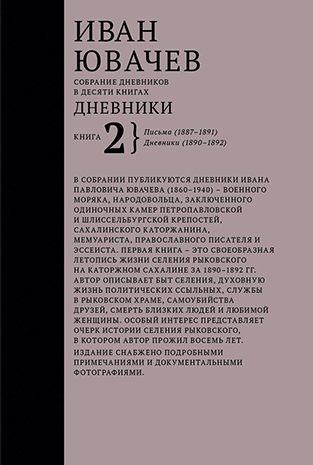 ИВАН
ЮВАЧЕВ
СОБРАНИЕ ДНЕВНИКОВ
В ДЕСЯТИ КНИГАХ
ДНЕВНИКИ
КНИГА 2} Письма (1887–1891)
Дневники (1890–1892)
В СОБРАНИИ ПУБЛИКУЮТСЯ ДНЕВНИКИ ИВАНА
ПАВЛОВИЧА ЮВАЧЕВА (1860–1940) – ВОЕННОГО
МОРЯКА, НАРОДОВОЛЬЦА, ЗАКЛЮЧЕННОГО
ОДИНОЧНЫХ КАМЕР ПЕТРОПАВЛОВСКОЙ
И ШЛИССЕЛЬБУРГСКОЙ КРЕПОСТЕЙ,
САХАЛИНСКОГО КАТОРЖАНИНА,
МЕМУАРИСТА, ПРАВОСЛАВНОГО ПИСАТЕЛЯ И
ЭССЕИСТА. ПЕРВАЯ КНИГА – ЭТО СВОЕОБРАЗНАЯ
ЛЕТОПИСЬ ЖИЗНИ СЕЛЕНИЯ РЫКОВСКОГО
НА КАТОРЖНОМ САХАЛИНЕ ЗА 1890–1892 ГГ.
АВТОР ОПИСЫВАЕТ БЫТ СЕЛЕНИЯ, ДУХОВНУЮ
ЖИЗНЬ ПОЛИТИЧЕСКИХ ССЫЛЬНЫХ, СЛУЖБЫ
В РЫКОВСКОМ ХРАМЕ, САМОУБИЙСТВА
ДРУЗЕЙ, СМЕРТЬ БЛИЗКИХ ЛЮДЕЙ И ЛЮБИМОЙ
ЖЕНЩИНЫ. ОСОБЫЙ ИНТЕРЕС ПРЕДСТАВЛЯЕТ
ОЧЕРК ИСТОРИИ СЕЛЕНИЯ РЫКОВСКОГО,
В КОТОРОМ АВТОР ПРОЖИЛ ВОСЕМЬ ЛЕТ.
ИЗДАНИЕ СНАБЖЕНО ПОДРОБНЫМИ
ПРИМЕЧАНИЯМИ И ДОКУМЕНТАЛЬНЫМИ
ФОТОГРАФИЯМИ.